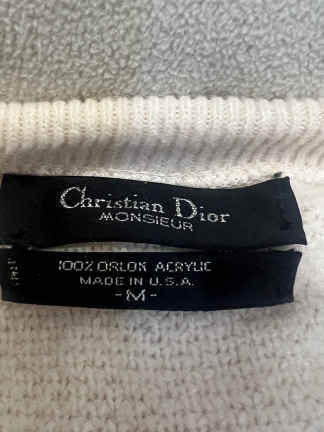 Christian Dior
MONSIEUR
100% ORLON ACRYLIC
MADE IN U.S.A.
-M-